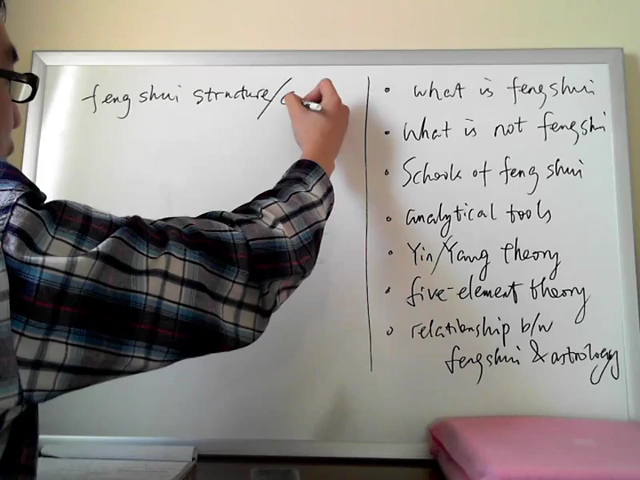 feng shui structure/
• what is fengshui
• what is not fengshui
• Schools of feng shui
• analytical tools
• Yin/Yang theory
• five-element theory
• relationship b/w
fengshui & astrology